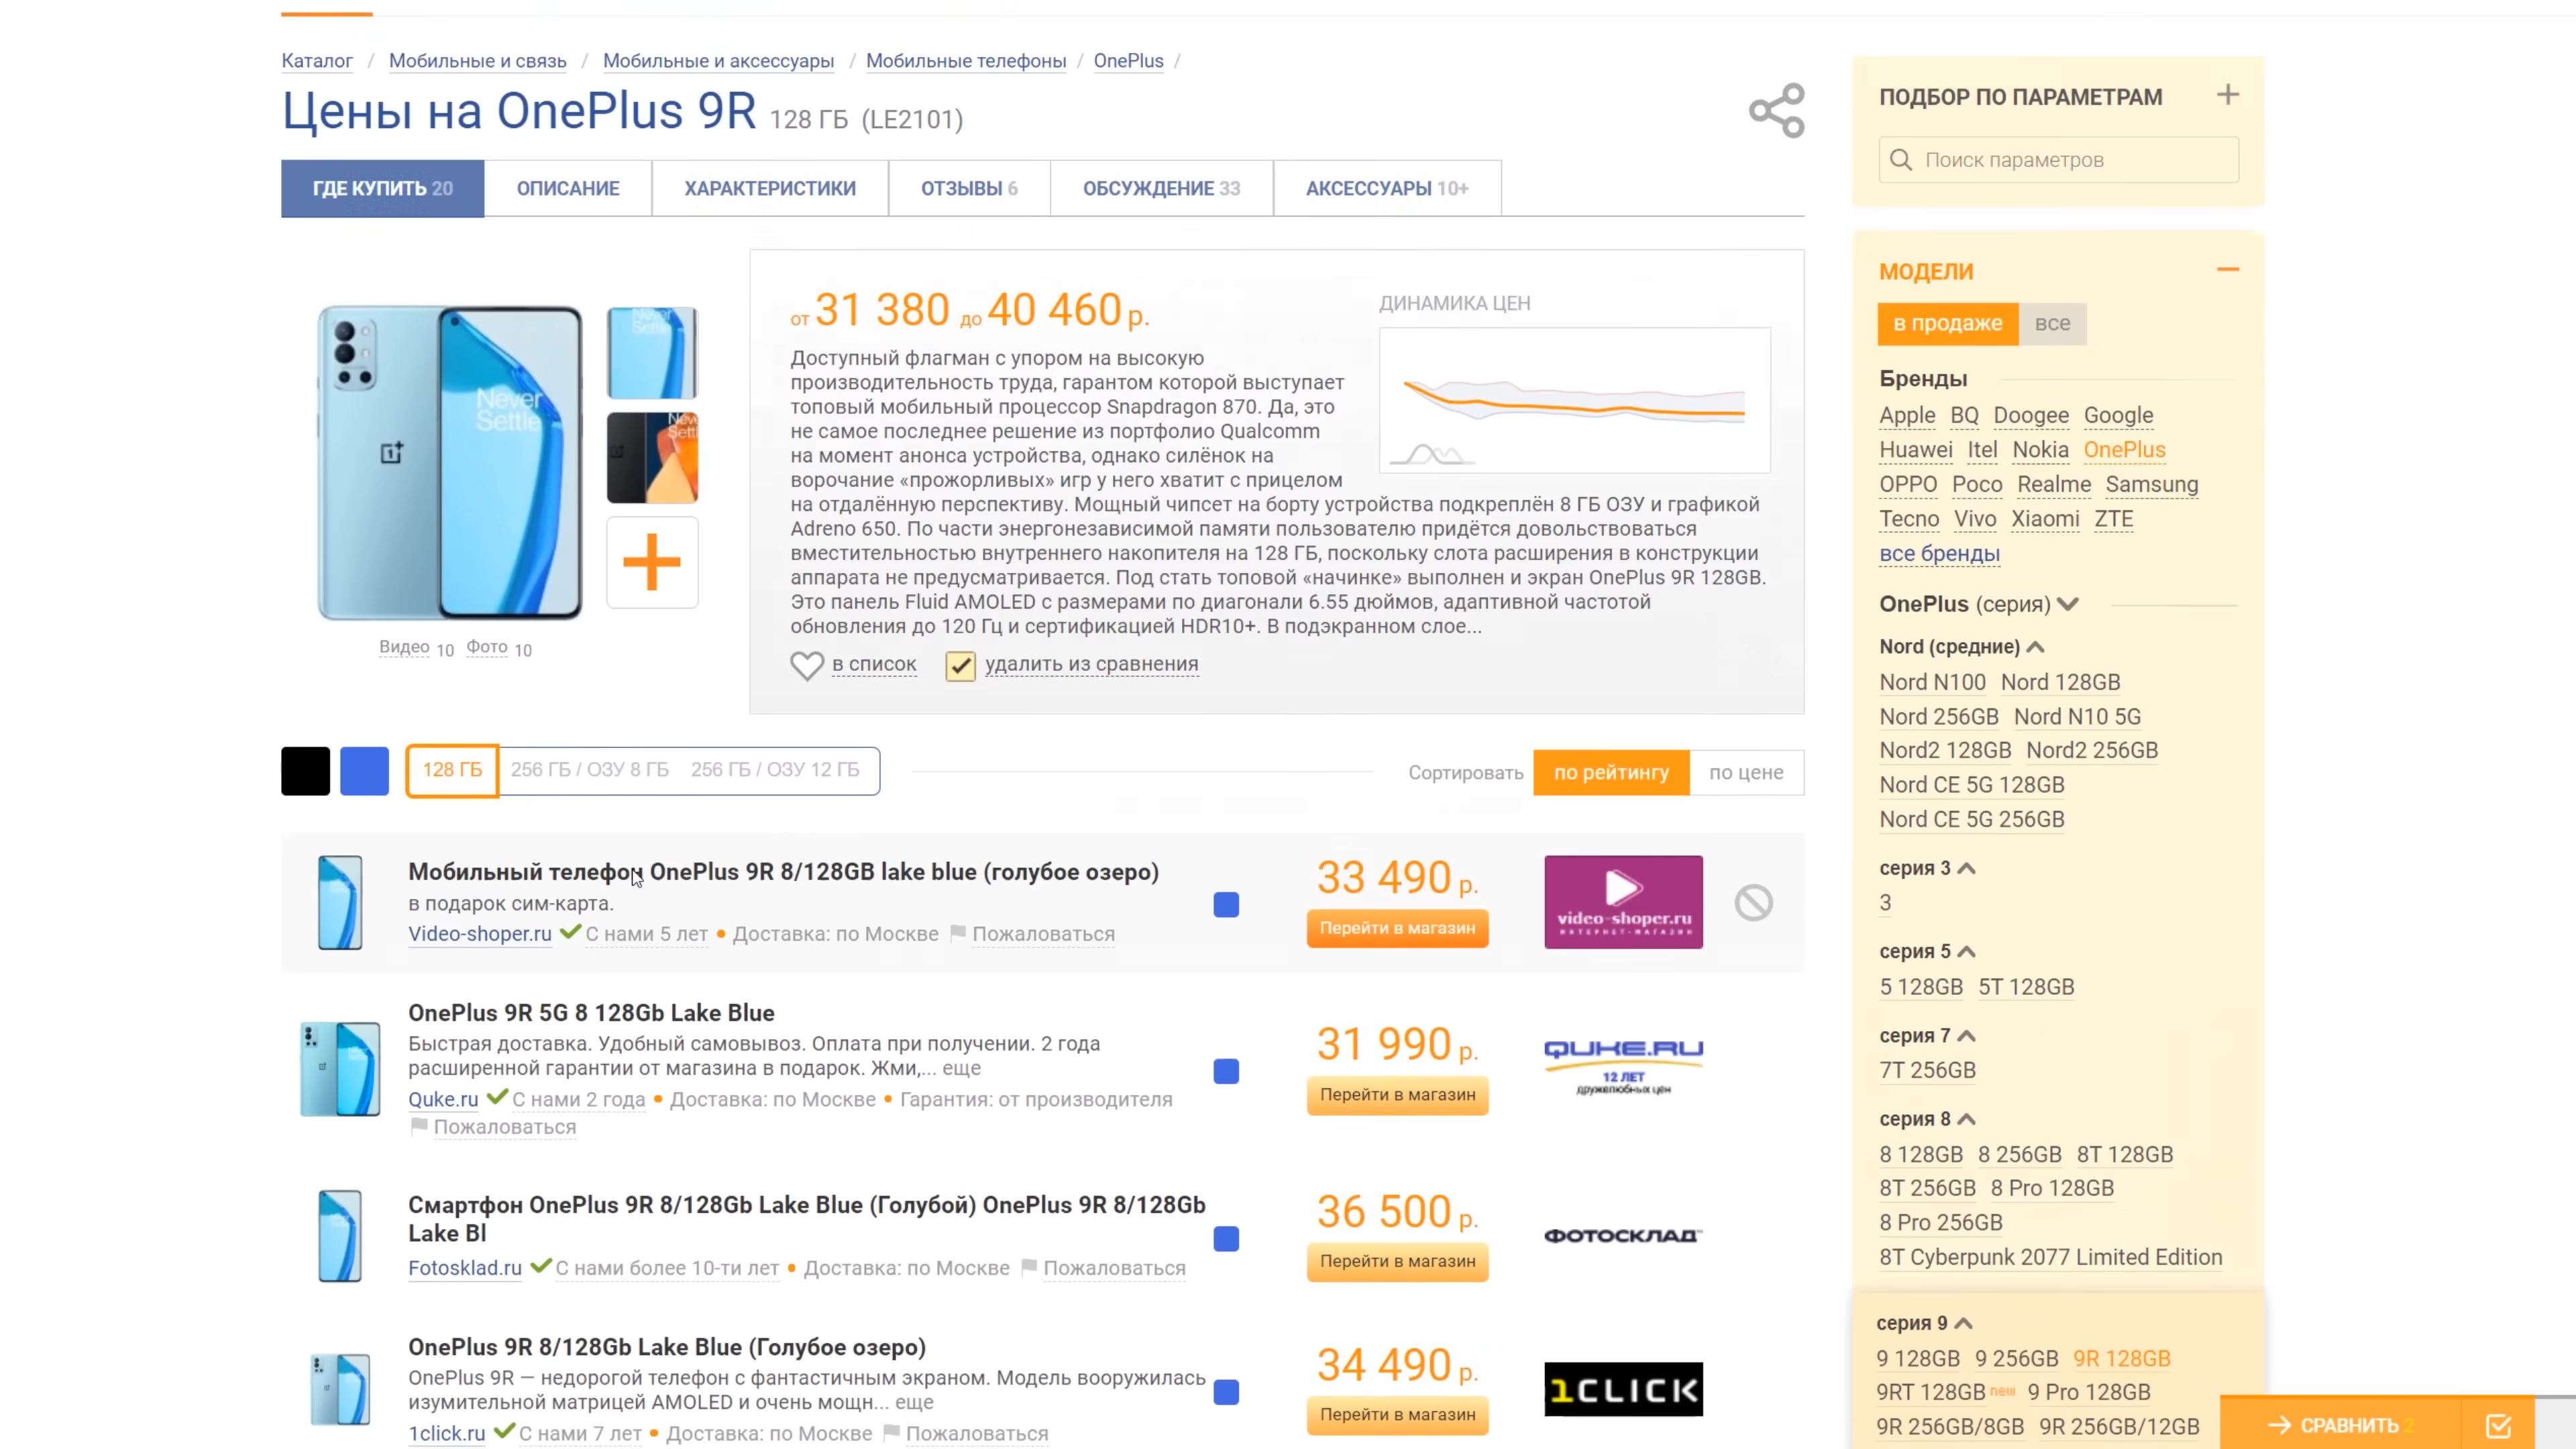 Каталог / Мобильные и связь / Мобильные и аксессуары / Мобильные телефоны / OnePlus /
Цены на OnePlus 9R 128 ГБ (LE2101)
ГДЕ КУПИТЬ 20 ОПИСАНИЕ ХАРАКТЕРИСТИКИ ОТЗЫВЫ 6 ОБСУЖДЕНИЕ 33 АКСЕССУАРЫ 10+
Never
Settle
Видео 10 Фото 10
от 31 380 до 40 460 р.
ДИНАМИКА ЦЕН
Доступный флагман с упором на высокую
производительность труда, гарантом которой выступает
топовый мобильный процессор Snapdragon 870. Да, это
не самое последнее решение из портфолио Qualcomm
на момент анонса устройства, однако силёнок на
ворочание «прожорливых» игр у него хватит с прицелом
на отдалённую перспективу. Мощный чипсет на борту устройства подкреплён 8 ГБ ОЗУ и графикой
Adreno 650. По части энергонезависимой памяти пользователю придётся довольствоваться
вместительностью внутреннего накопителя на 128 ГБ, поскольку слота расширения в конструкции
аппарата не предусматривается. Под стать топовой «начинке» выполнен и экран OnePlus 9R 128GB.
Это панель Fluid AMOLED с размерами по диагонали 6.55 дюймов, адаптивной частотой
обновления до 120 Гц и сертификацией HDR10+. В подэкранном слое...
в список удалить из сравнения
128 ГБ 256 ГБ / ОЗУ 8 ГБ 256 ГБ / ОЗУ 12 ГБ
Сортировать по рейтингу по цене
Мобильный телефон OnePlus 9R 8/128GB lake blue (голубое озеро)
в подарок сим-карта.
Video-shoper.ru С нами 5 лет • Доставка: по Москве Пожаловаться
33 490 р.
Перейти в магазин
video-shoper.ru
ИНТЕРНЕТ-МАГАЗИН
OnePlus 9R 5G 8 128Gb Lake Blue
Быстрая доставка. Удобный самовывоз. Оплата при получении. 2 года
расширенной гарантии от магазина в подарок. Жми,... еще
Quke.ru С нами 2 года • Доставка: по Москве • Гарантия: от производителя
Пожаловаться
31 990 р.
Перейти в магазин
QUKE.RU
12 ЛЕТ
дружелюбных цен
Смартфон OnePlus 9R 8/128Gb Lake Blue (Голубой) OnePlus 9R 8/128Gb
Lake Bl
Fotosklad.ru С нами более 10-ти лет • Доставка: по Москве Пожаловаться
36 500 р.
Перейти в магазин
ФОТОСКЛАД
OnePlus 9R 8/128Gb Lake Blue (Голубое озеро)
OnePlus 9R — недорогой телефон с фантастичным экраном. Модель вооружилась
изумительной матрицей AMOLED и очень мощн... еще
1click.ru С нами 7 лет • Доставка: по Москве Пожаловаться
34 490 р.
Перейти в магазин
1CLICK
ПОДБОР ПО ПАРАМЕТРАМ
Поиск параметров
МОДЕЛИ
в продаже все
Бренды
Apple BQ Doogee Google
Huawei Itel Nokia OnePlus
OPPO Poco Realme Samsung
Tecno Vivo Xiaomi ZTE
все бренды
OnePlus (серия)
Nord (средние)
Nord N100 Nord 128GB
Nord 256GB Nord N10 5G
Nord2 128GB Nord2 256GB
Nord CE 5G 128GB
Nord CE 5G 256GB
серия 3
3
серия 5
5 128GB 5T 128GB
серия 7
7T 256GB
серия 8
8 128GB 8 256GB 8T 128GB
8T 256GB 8 Pro 128GB
8 Pro 256GB
8T Cyberpunk 2077 Limited Edition
серия 9
9 128GB 9 256GB 9R 128GB
9RT 128GB new 9 Pro 128GB
9R 256GB/8GB 9R 256GB/12GB
СРАВНИТЬ 2